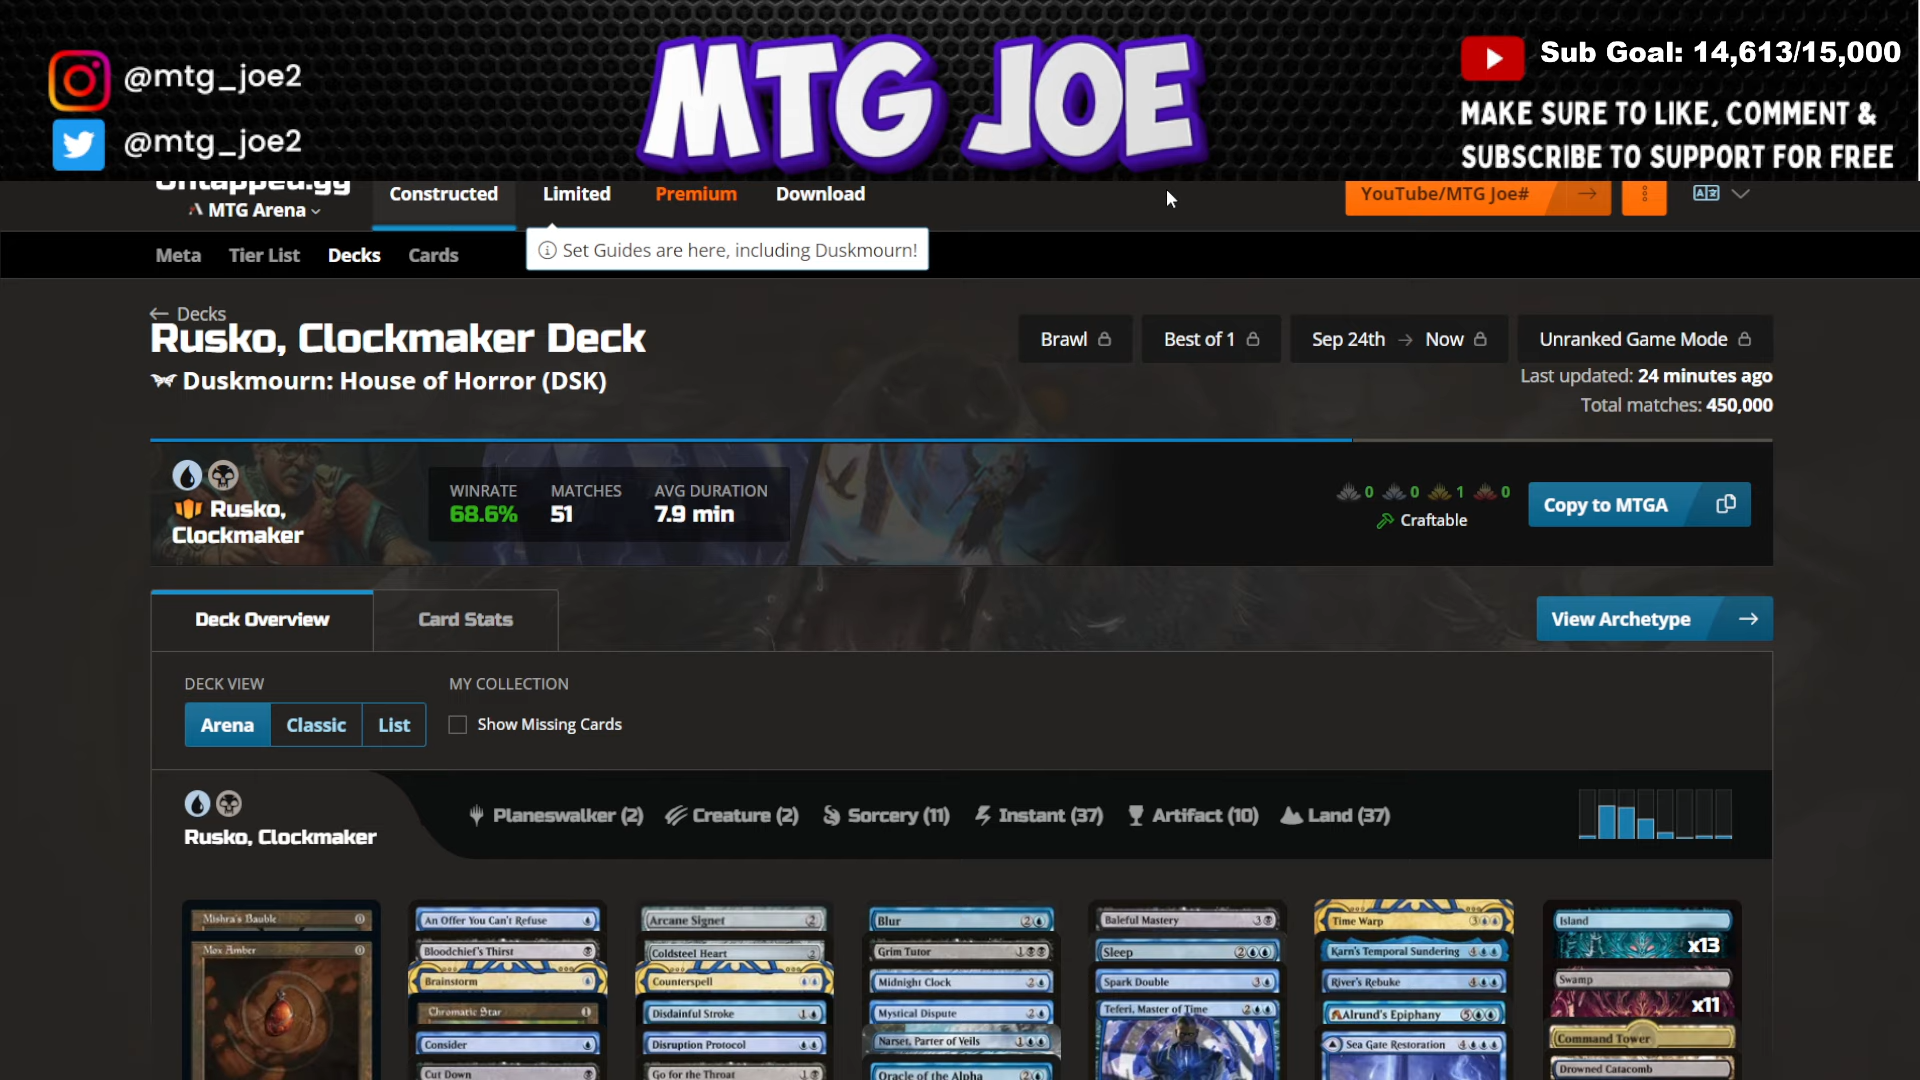 @mtg_joe2
@mtg_joe2
MTG JOE
Sub Goal: 14,613/15,000
MAKE SURE TO LIKE, COMMENT &
SUBSCRIBE TO SUPPORT FOR FREE
Untapped.gg
MTG Arena
Constructed
Limited
Premium
Download
YouTube/MTG Joe#
Meta
Tier List
Decks
Cards
Set Guides are here, including Duskmourn!
Decks
Rusko, Clockmaker Deck
Duskmourn: House of Horror (DSK)
Brawl
Best of 1
Sep 24th → Now
Unranked Game Mode
Last updated: 24 minutes ago
Total matches: 450,000
Rusko,
Clockmaker
WINRATE
68.6%
MATCHES
51
AVG DURATION
7.9 min
0 0 1 0
Craftable
Copy to MTGA
Deck Overview
Card Stats
View Archetype
DECK VIEW
Arena
Classic
List
MY COLLECTION
Show Missing Cards
Rusko, Clockmaker
Planeswalker (2)
Creature (2)
Sorcery (11)
Instant (37)
Artifact (10)
Land (37)
Mishra's Bauble
Mox Amber
An Offer You Can't Refuse
Bloodchief's Thirst
Brainstorm
Chromatic Star
Consider
Cut Down
Arcane Signet
Coldsteel Heart
Counterspell
Disdainful Stroke
Disruption Protocol
Go for the Throat
Blur
Grim Tutor
Midnight Clock
Mystical Dispute
Narset, Parter of Veils
Oracle of the Alpha
Baleful Mastery
Sleep
Spark Double
Teferi, Master of Time
Time Warp
Karn's Temporal Sundering
River's Rebuke
Alrund's Epiphany
Sea Gate Restoration
Island
x13
Swamp
x11
Command Tower
Drowned Catacomb